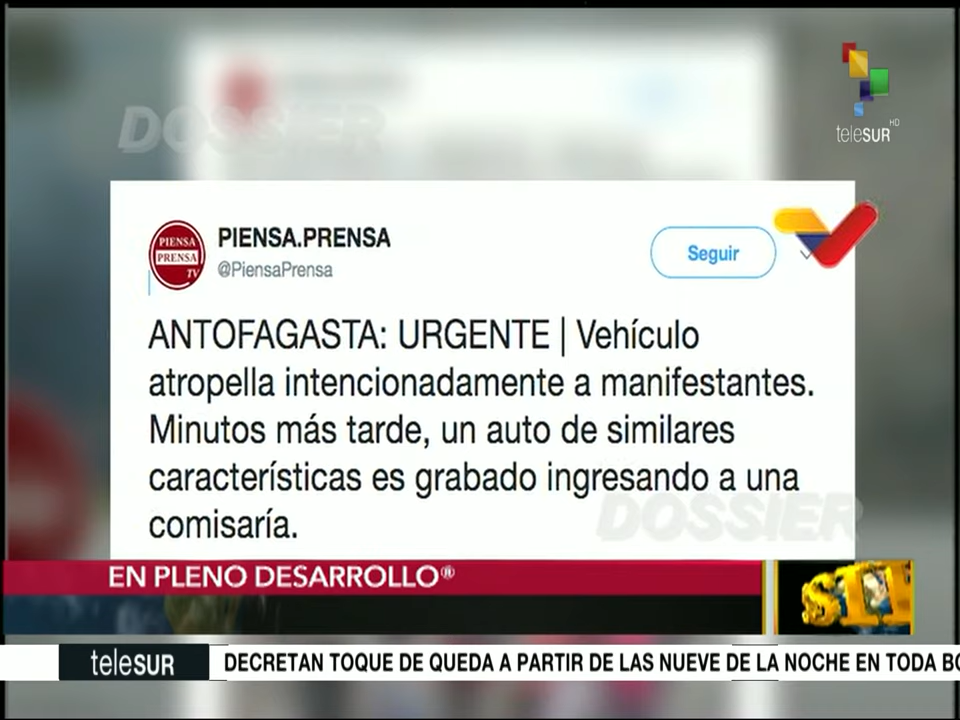 DOSSIER
teleSUR HD
PIENSA
PRENSA
TV
PIENSA.PRENSA
@PiensaPrensa
Seguir
ANTOFAGASTA: URGENTE | Vehículo
atropella intencionadamente a manifestantes.
Minutos más tarde, un auto de similares
características es grabado ingresando a una
comisaría.
DOSSIER
EN PLENO DESARROLLO®
teleSUR
DECRETAN TOQUE DE QUEDA A PARTIR DE LAS NUEVE DE LA NOCHE EN TODA BO